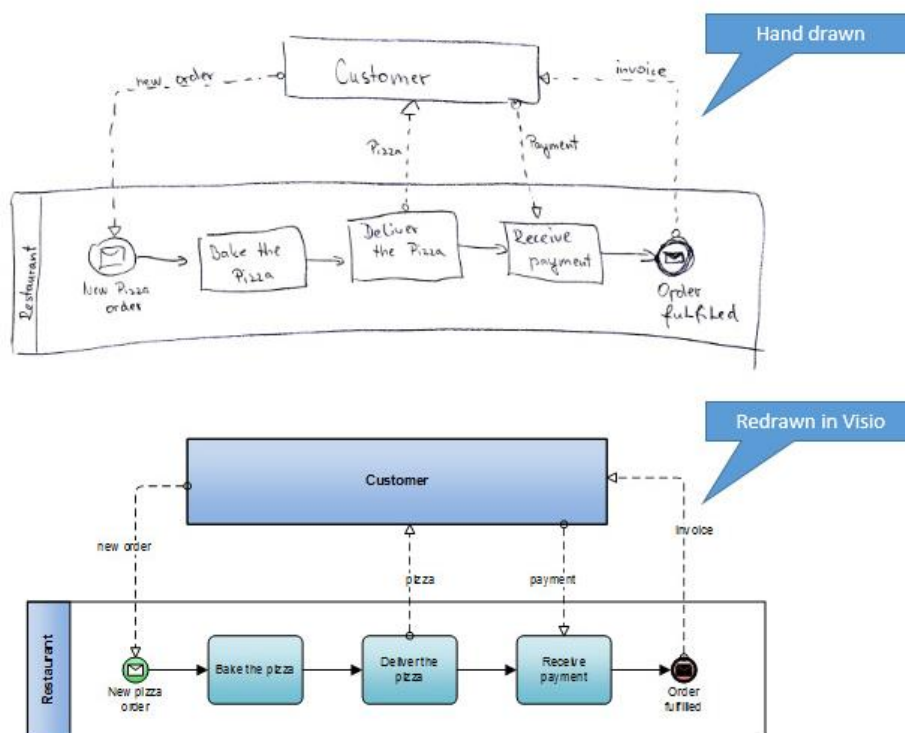 Hand drawn
new order
Customer
invoice
Pizza
Payment
Restaurant
New Pizza
order
Bake the
Pizza
Deliver
the Pizza
Receive
payment
Order
fulfilled
Redrawn in Visio
Customer
new order
pizza
payment
invoice
Restaurant
New pizza
order
Bake the pizza
Deliver the
pizza
Receive
payment
Order
fulfilled